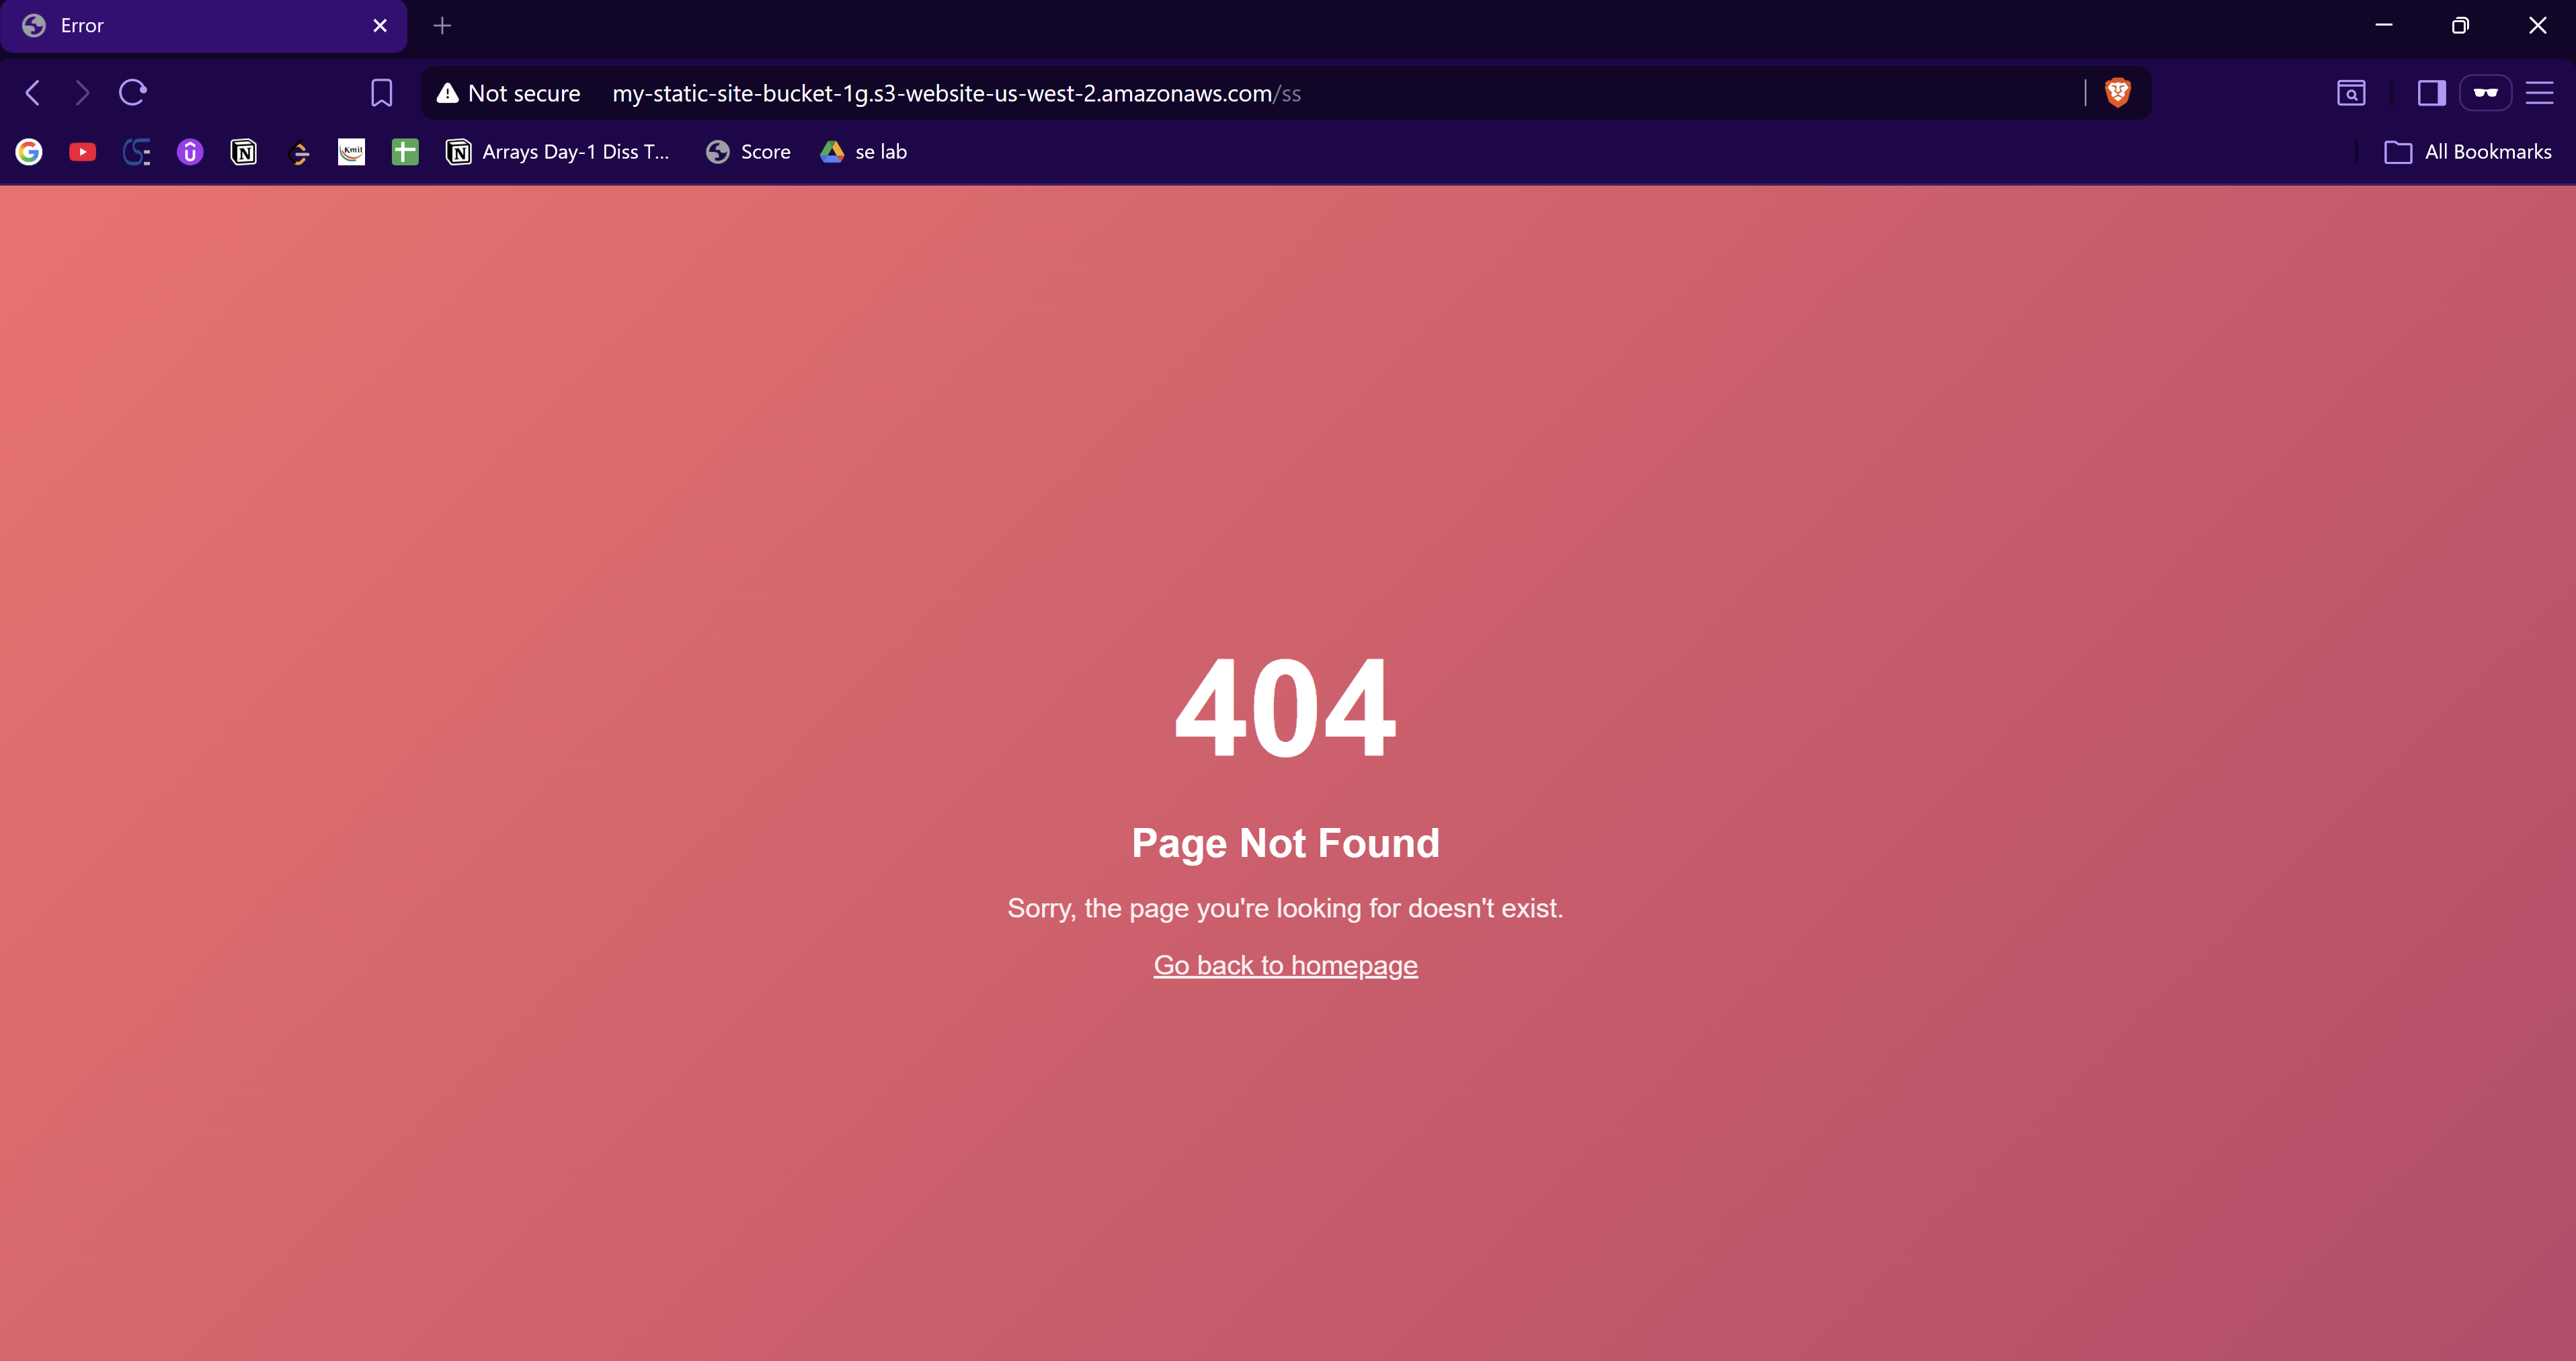 Error
Not secure my-static-site-bucket-1g.s3-website-us-west-2.amazonaws.com/ss
Kmit Arrays Day-1 Diss T... Score se lab All Bookmarks
404
Page Not Found
Sorry, the page you're looking for doesn't exist.
Go back to homepage